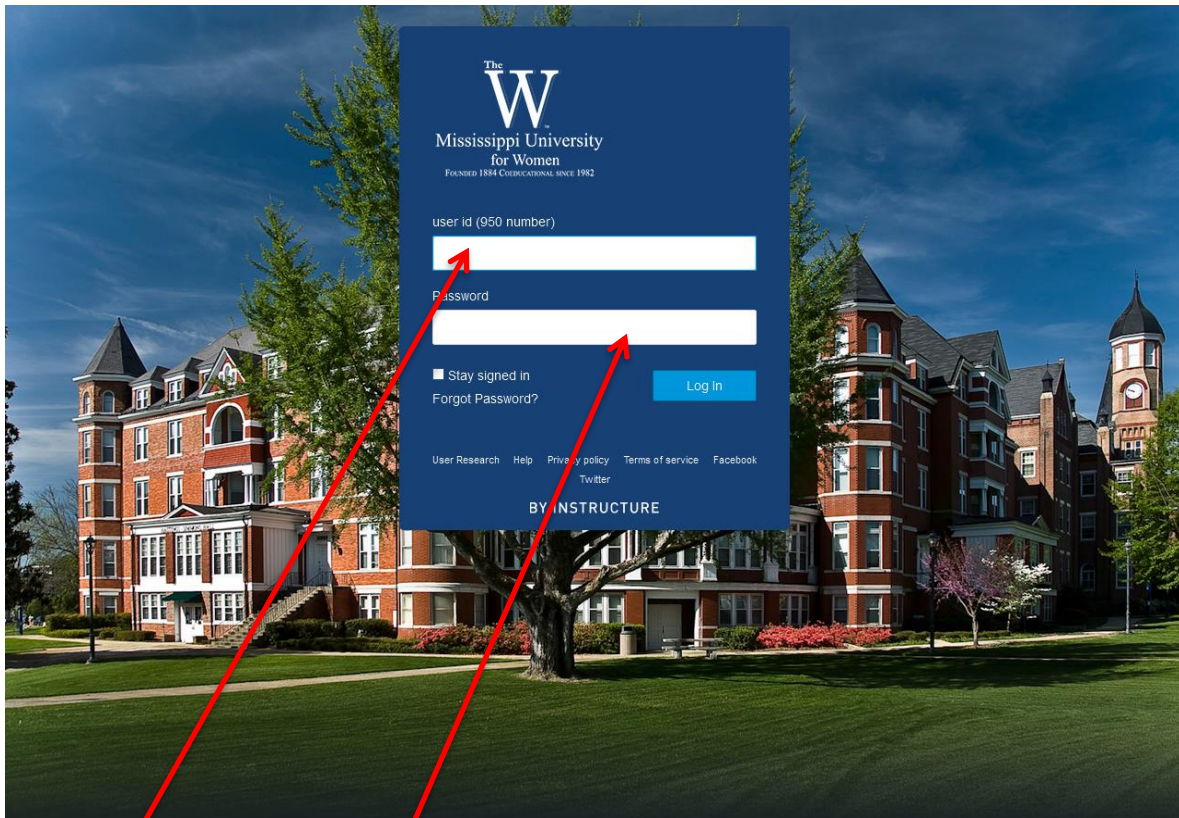 The
W
Mississippi University
for Women
FOUNDED 1884 COEDUCATIONAL SINCE 1982
user id (950 number)
Password
Stay signed in
Log In
Forgot Password?
User Research Help Privacy policy Terms of service Facebook
Twitter
BY INSTRUCTURE